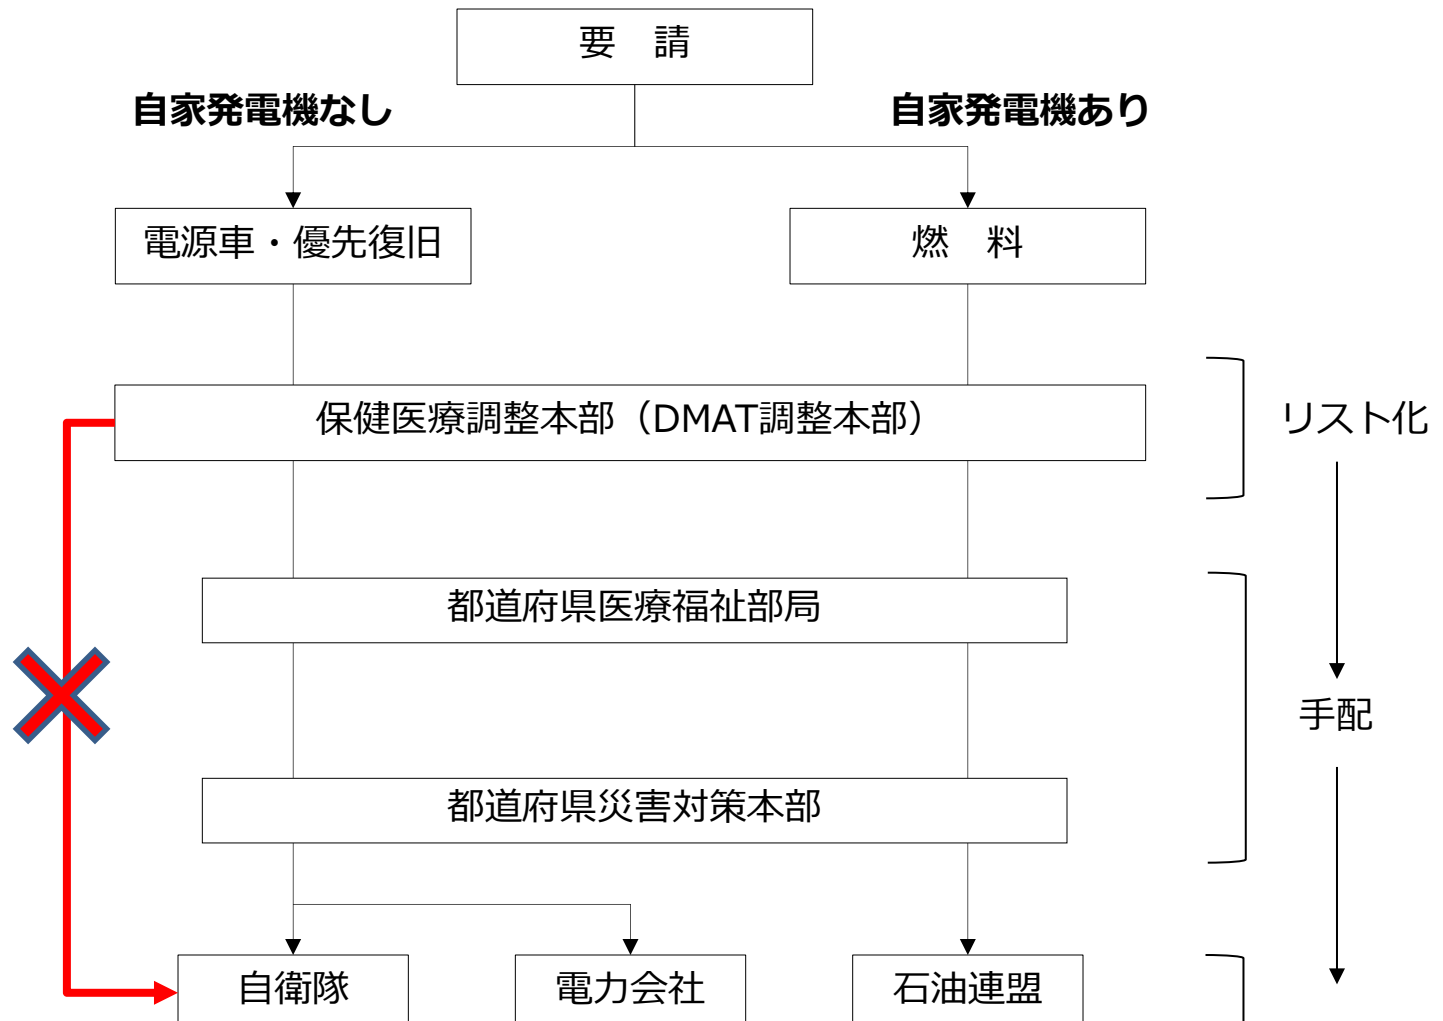 要　請
自家発電機なし
自家発電機あり
電源車・優先復旧
燃　料
保健医療調整本部（DMAT調整本部）
リスト化
都道府県医療福祉部局
手配
都道府県災害対策本部
自衛隊
電力会社
石油連盟